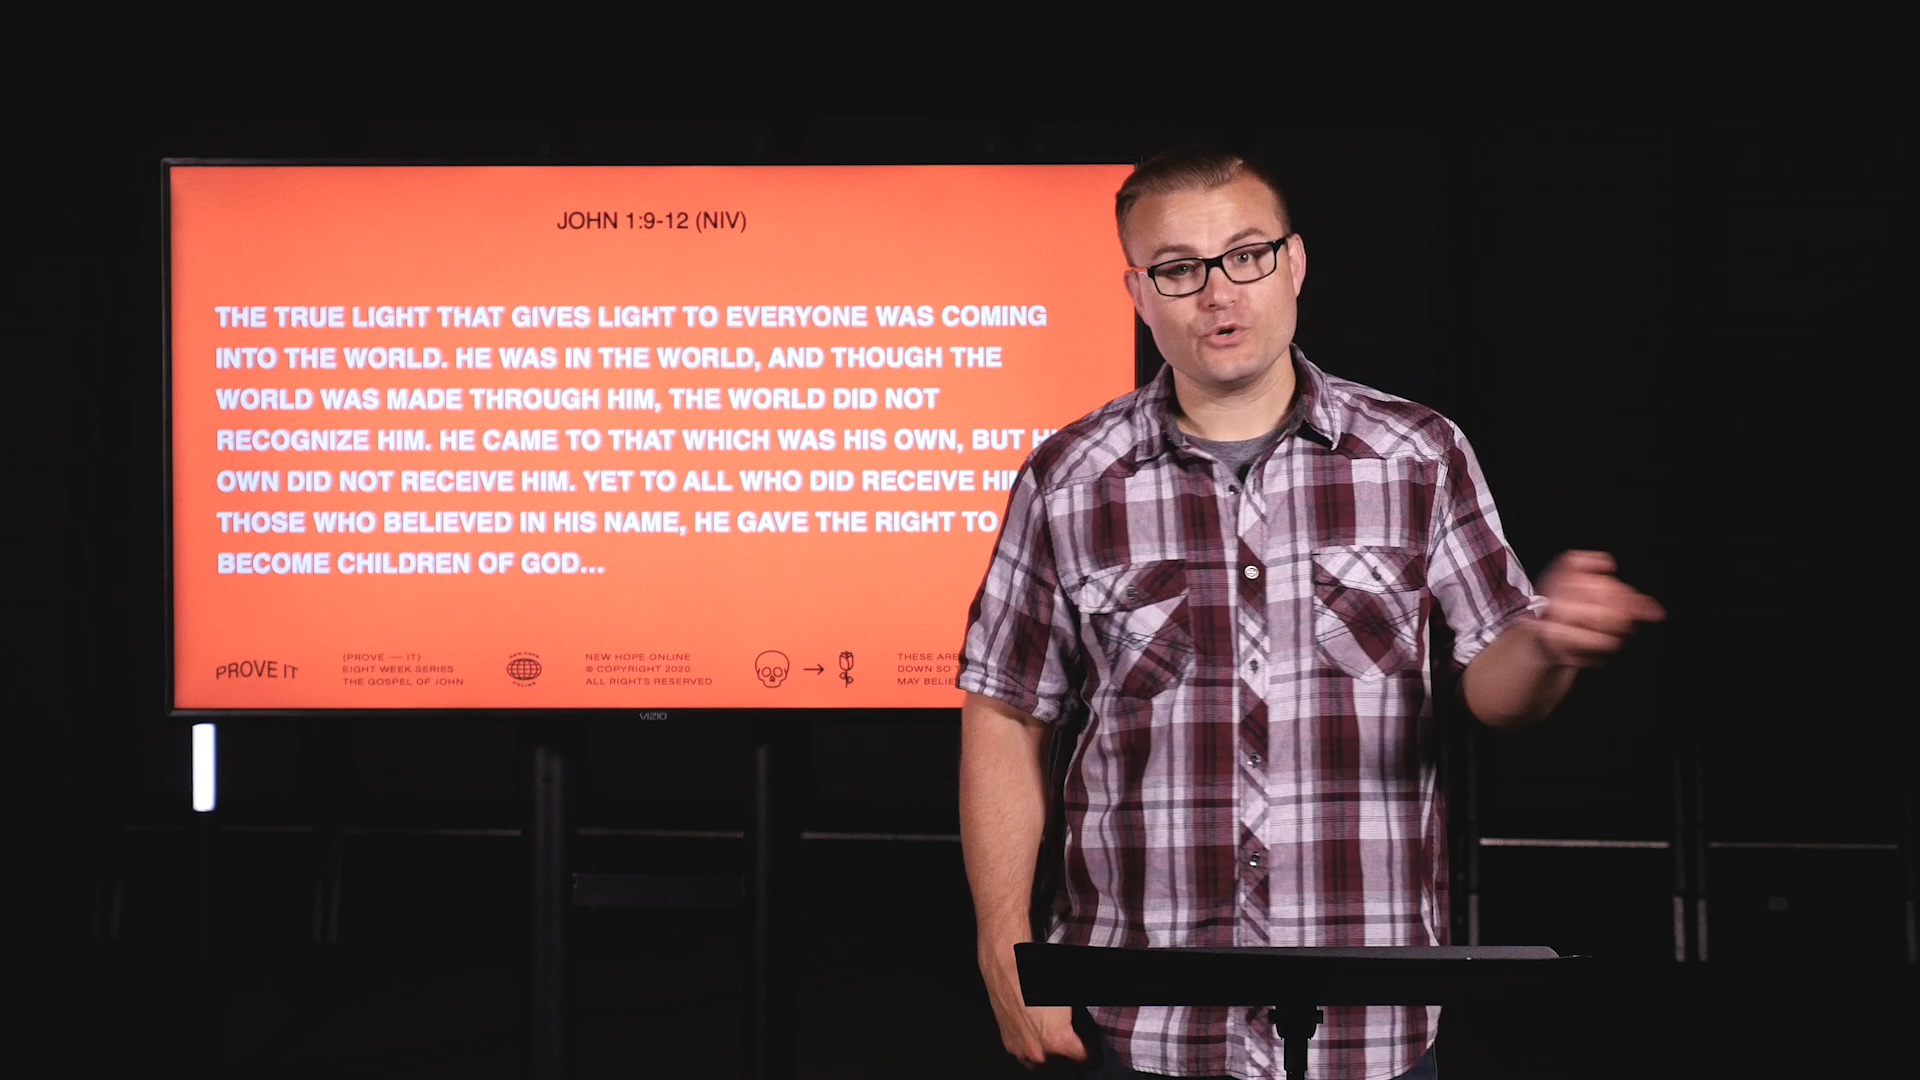 JOHN 1:9-12 (NIV)
THE TRUE LIGHT THAT GIVES LIGHT TO EVERYONE WAS COMING
INTO THE WORLD. HE WAS IN THE WORLD, AND THOUGH THE
WORLD WAS MADE THROUGH HIM, THE WORLD DID NOT
RECOGNIZE HIM. HE CAME TO THAT WHICH WAS HIS OWN, BUT
OWN DID NOT RECEIVE HIM. YET TO ALL WHO DID RECEIVE
THOSE WHO BELIEVED IN HIS NAME, HE GAVE THE RIGHT TO
BECOME CHILDREN OF GOD...
PROVE IT
(PROVE — IT)
EIGHT WEEK SERIES
THE GOSPEL OF JOHN
NEW HOPE
ONLINE
NEW HOPE ONLINE
© COPYRIGHT 2020
ALL RIGHTS RESERVED
THESE ARE
DOWN SO
MAY
VIZIO